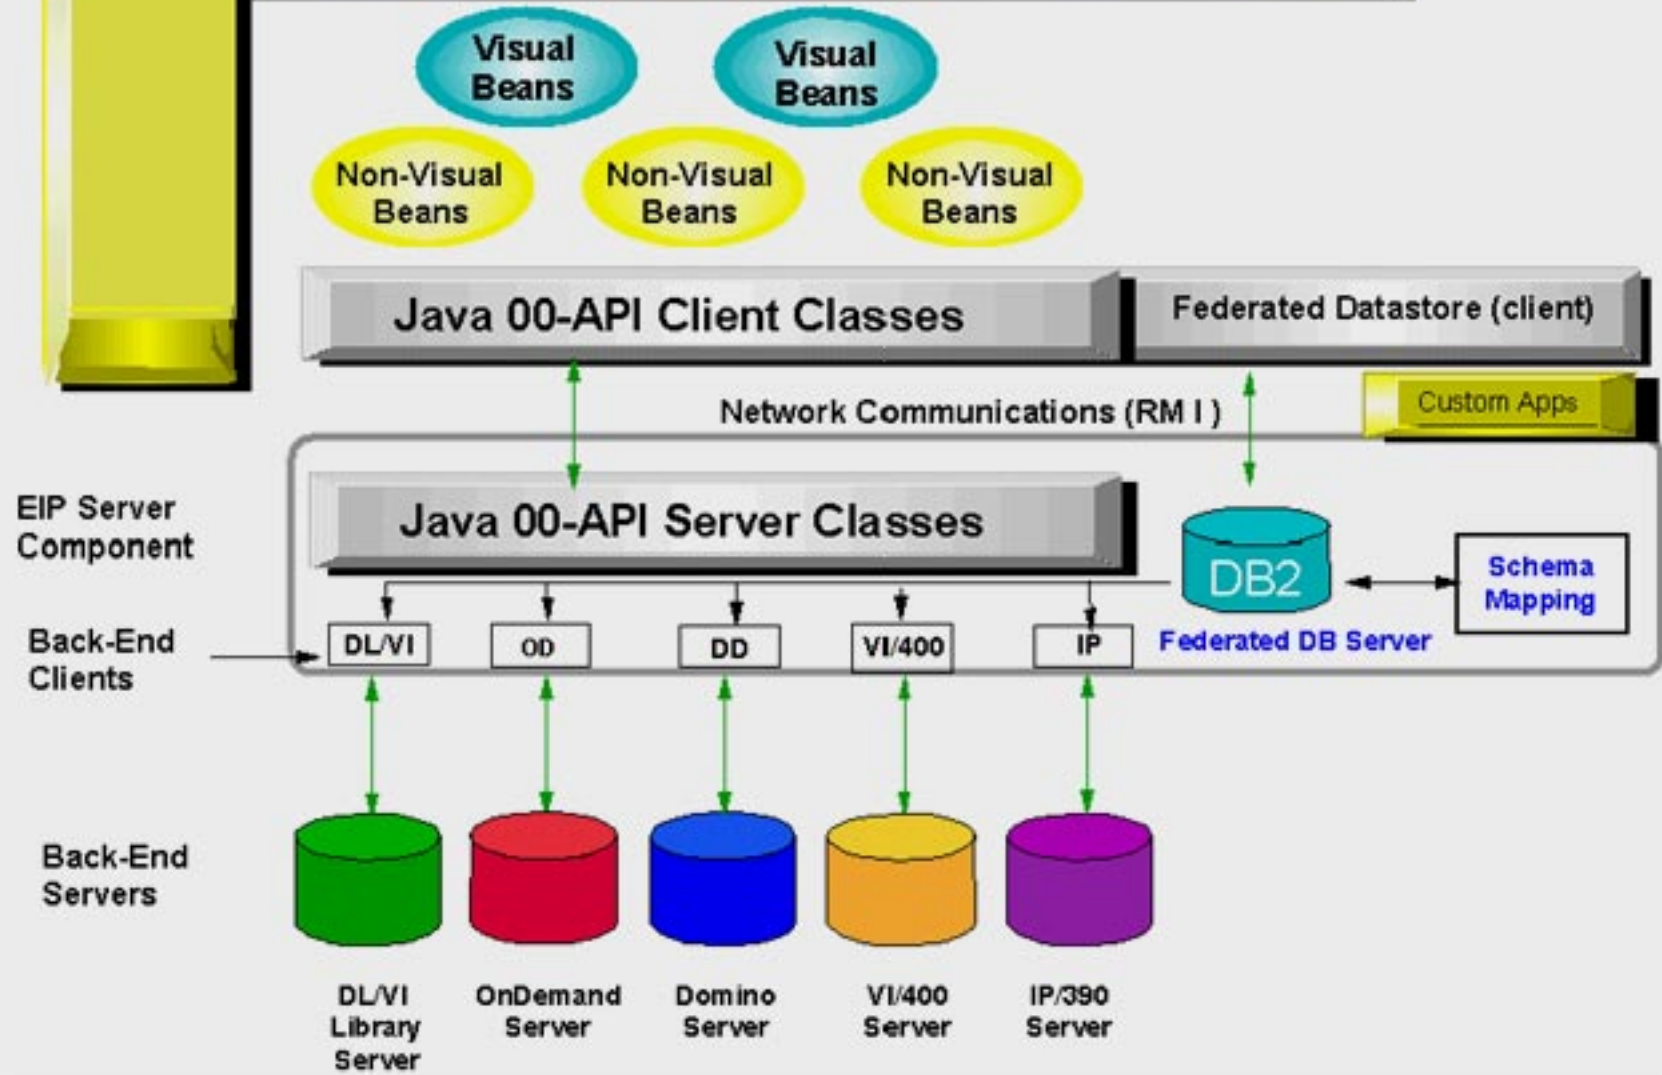 Visual
Beans
Visual
Beans
Non-Visual
Beans
Non-Visual
Beans
Non-Visual
Beans
Java 00-API Client Classes
Federated Datastore (client)
Network Communications (RM I )
Custom Apps
EIP Server
Component
Java 00-API Server Classes
DB2
Schema
Mapping
Federated DB Server
Back-End
Clients
DL/VI
OD
DD
VI/400
IP
Back-End
Servers
DL/VI
Library
Server
OnDemand
Server
Domino
Server
VI/400
Server
IP/390
Server